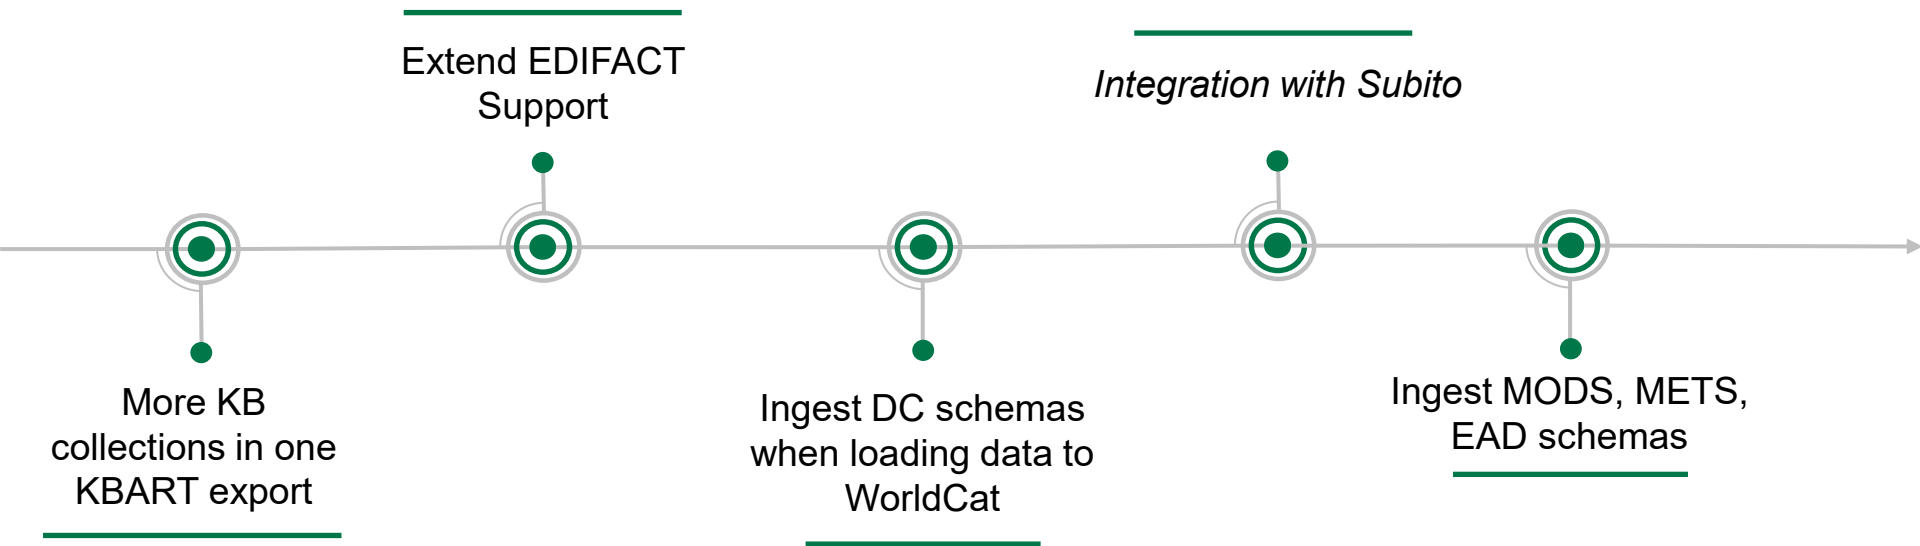 Extend EDIFACT
Support
Integration with Subito
More KB
collections in one
KBART export
Ingest DC schemas
when loading data to
WorldCat
Ingest MODS, METS,
EAD schemas